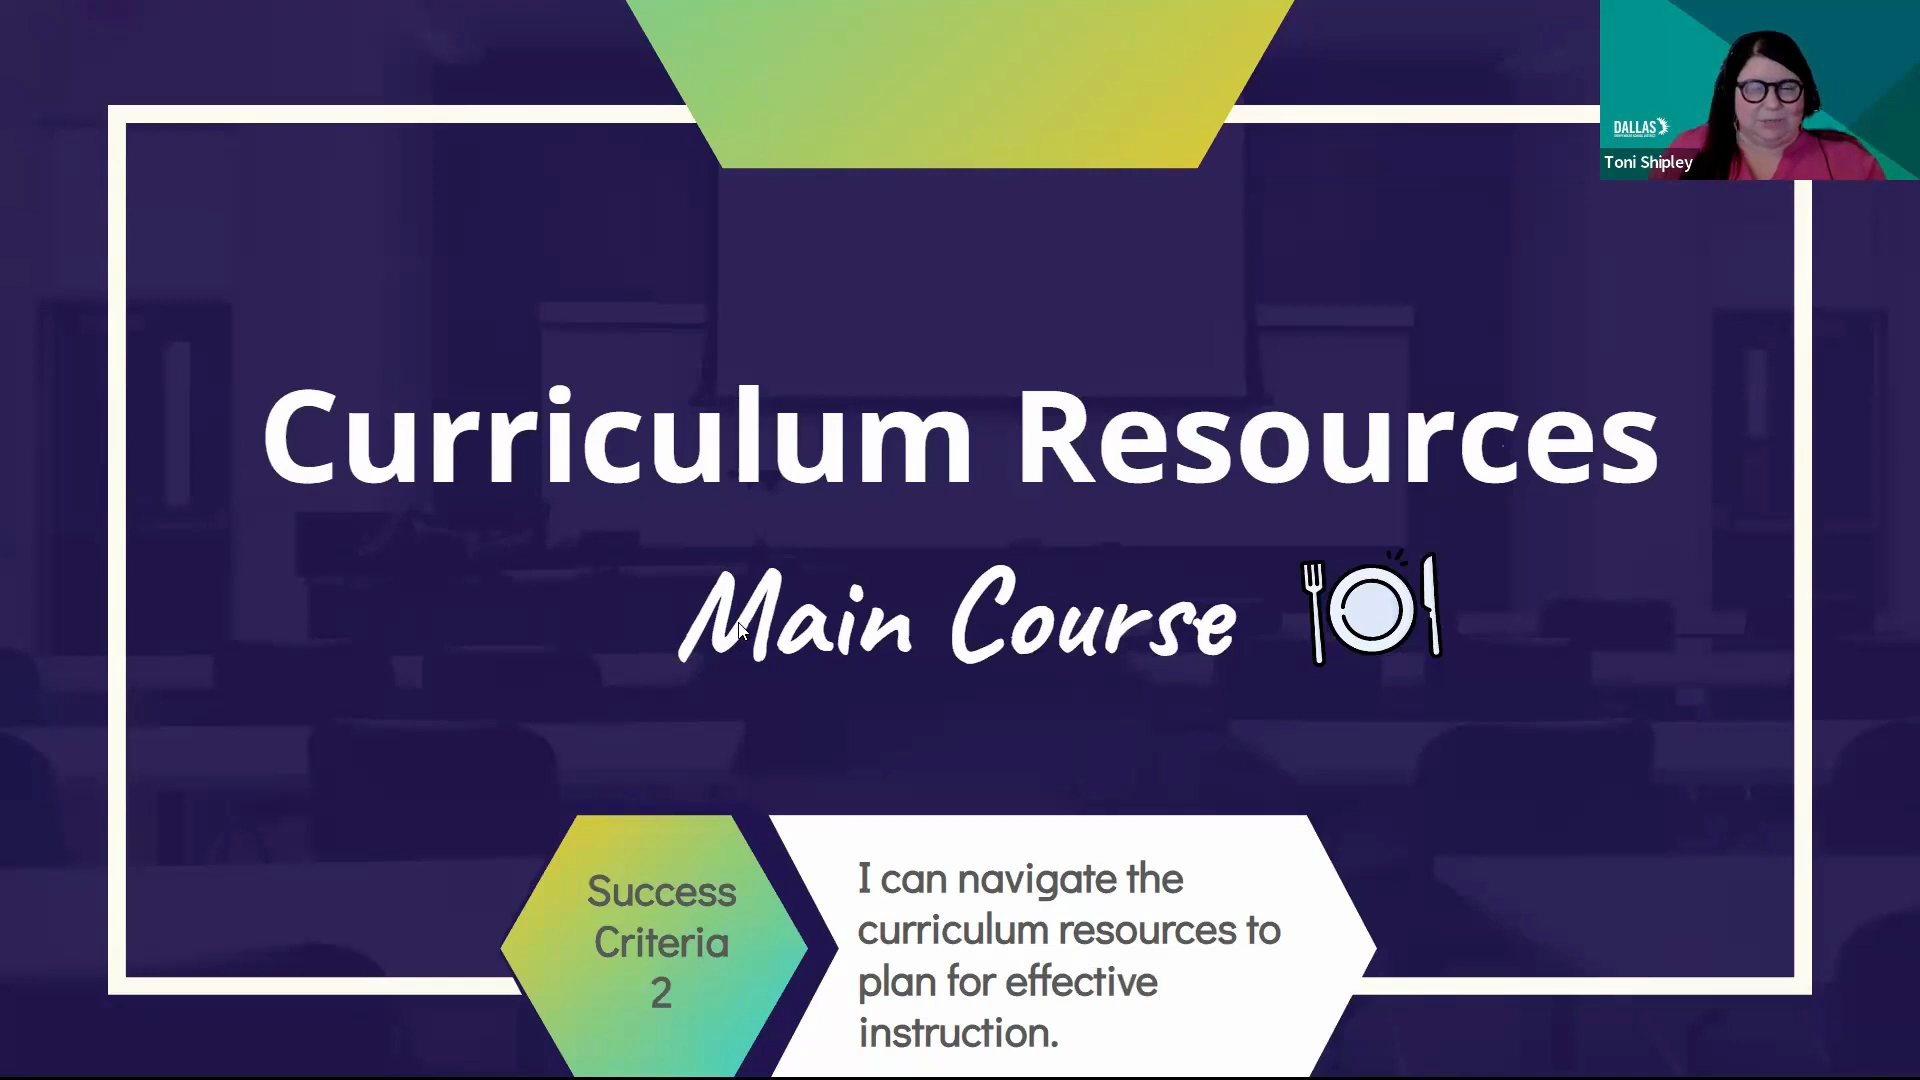 DALLAS
Toni Shipley
Curriculum Resources
Main Course
Success
Criteria
2
I can navigate the
curriculum resources to
plan for effective
instruction.